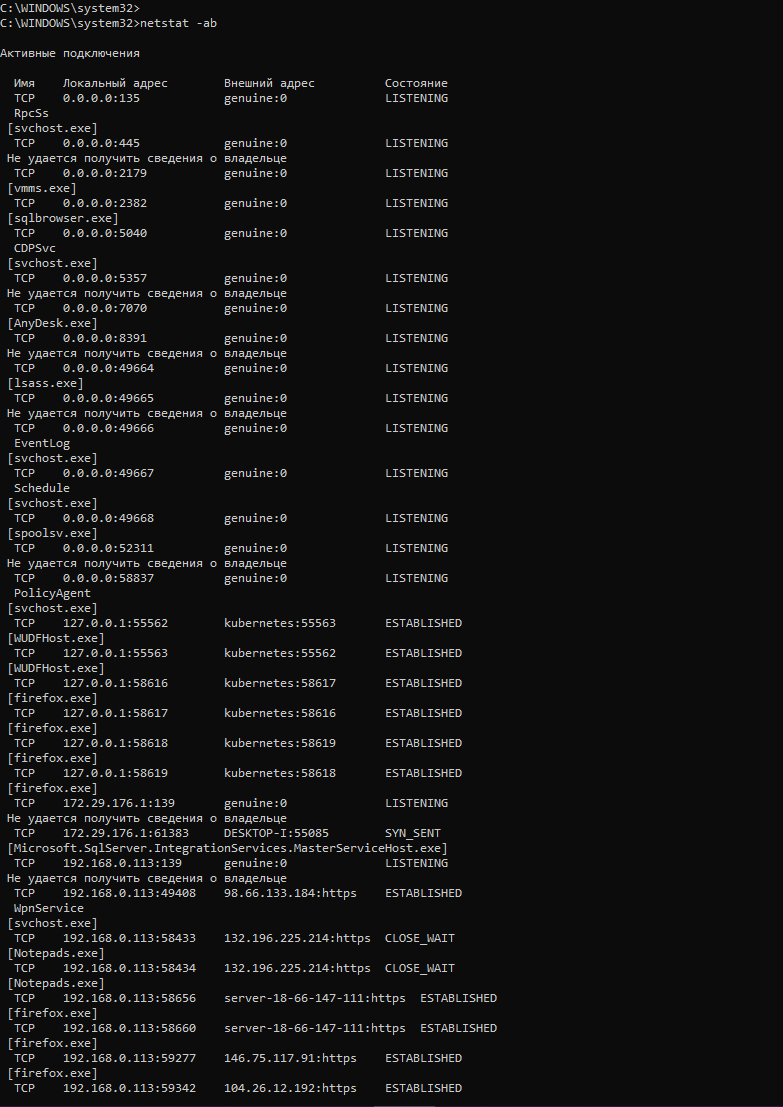 C:\WINDOWS\system32>
C:\WINDOWS\system32>netstat -ab
Активные подключения
Имя Локальный адрес Внешний адрес Состояние
TCP 0.0.0.0:135 genuine:0 LISTENING
RpcSs
[svchost.exe]
TCP 0.0.0.0:445 genuine:0 LISTENING
Не удается получить сведения о владельце
TCP 0.0.0.0:2179 genuine:0 LISTENING
[vmms.exe]
TCP 0.0.0.0:2382 genuine:0 LISTENING
[sqlbrowser.exe]
TCP 0.0.0.0:5040 genuine:0 LISTENING
CDPSvc
[svchost.exe]
TCP 0.0.0.0:5357 genuine:0 LISTENING
Не удается получить сведения о владельце
TCP 0.0.0.0:7070 genuine:0 LISTENING
[AnyDesk.exe]
TCP 0.0.0.0:8391 genuine:0 LISTENING
Не удается получить сведения о владельце
TCP 0.0.0.0:49664 genuine:0 LISTENING
[lsass.exe]
TCP 0.0.0.0:49665 genuine:0 LISTENING
Не удается получить сведения о владельце
TCP 0.0.0.0:49666 genuine:0 LISTENING
EventLog
[svchost.exe]
TCP 0.0.0.0:49667 genuine:0 LISTENING
Schedule
[svchost.exe]
TCP 0.0.0.0:49668 genuine:0 LISTENING
[spoolsv.exe]
TCP 0.0.0.0:52311 genuine:0 LISTENING
Не удается получить сведения о владельце
TCP 0.0.0.0:58837 genuine:0 LISTENING
PolicyAgent
[svchost.exe]
TCP 127.0.0.1:55562 kubernetes:55563 ESTABLISHED
[WUDFHost.exe]
TCP 127.0.0.1:55563 kubernetes:55562 ESTABLISHED
[WUDFHost.exe]
TCP 127.0.0.1:58616 kubernetes:58617 ESTABLISHED
[firefox.exe]
TCP 127.0.0.1:58617 kubernetes:58616 ESTABLISHED
[firefox.exe]
TCP 127.0.0.1:58618 kubernetes:58619 ESTABLISHED
[firefox.exe]
TCP 127.0.0.1:58619 kubernetes:58618 ESTABLISHED
[firefox.exe]
TCP 172.29.176.1:139 genuine:0 LISTENING
Не удается получить сведения о владельце
TCP 172.29.176.1:61383 DESKTOP-I:55085 SYN_SENT
[Microsoft.SqlServer.IntegrationServices.MasterServiceHost.exe]
TCP 192.168.0.113:139 genuine:0 LISTENING
Не удается получить сведения о владельце
TCP 192.168.0.113:49408 98.66.133.184:https ESTABLISHED
WpnService
[svchost.exe]
TCP 192.168.0.113:58433 132.196.225.214:https CLOSE_WAIT
[Notepads.exe]
TCP 192.168.0.113:58434 132.196.225.214:https CLOSE_WAIT
[Notepads.exe]
TCP 192.168.0.113:58656 server-18-66-147-111:https ESTABLISHED
[firefox.exe]
TCP 192.168.0.113:58660 server-18-66-147-111:https ESTABLISHED
[firefox.exe]
TCP 192.168.0.113:59277 146.75.117.91:https ESTABLISHED
[firefox.exe]
TCP 192.168.0.113:59342 104.26.12.192:https ESTABLISHED